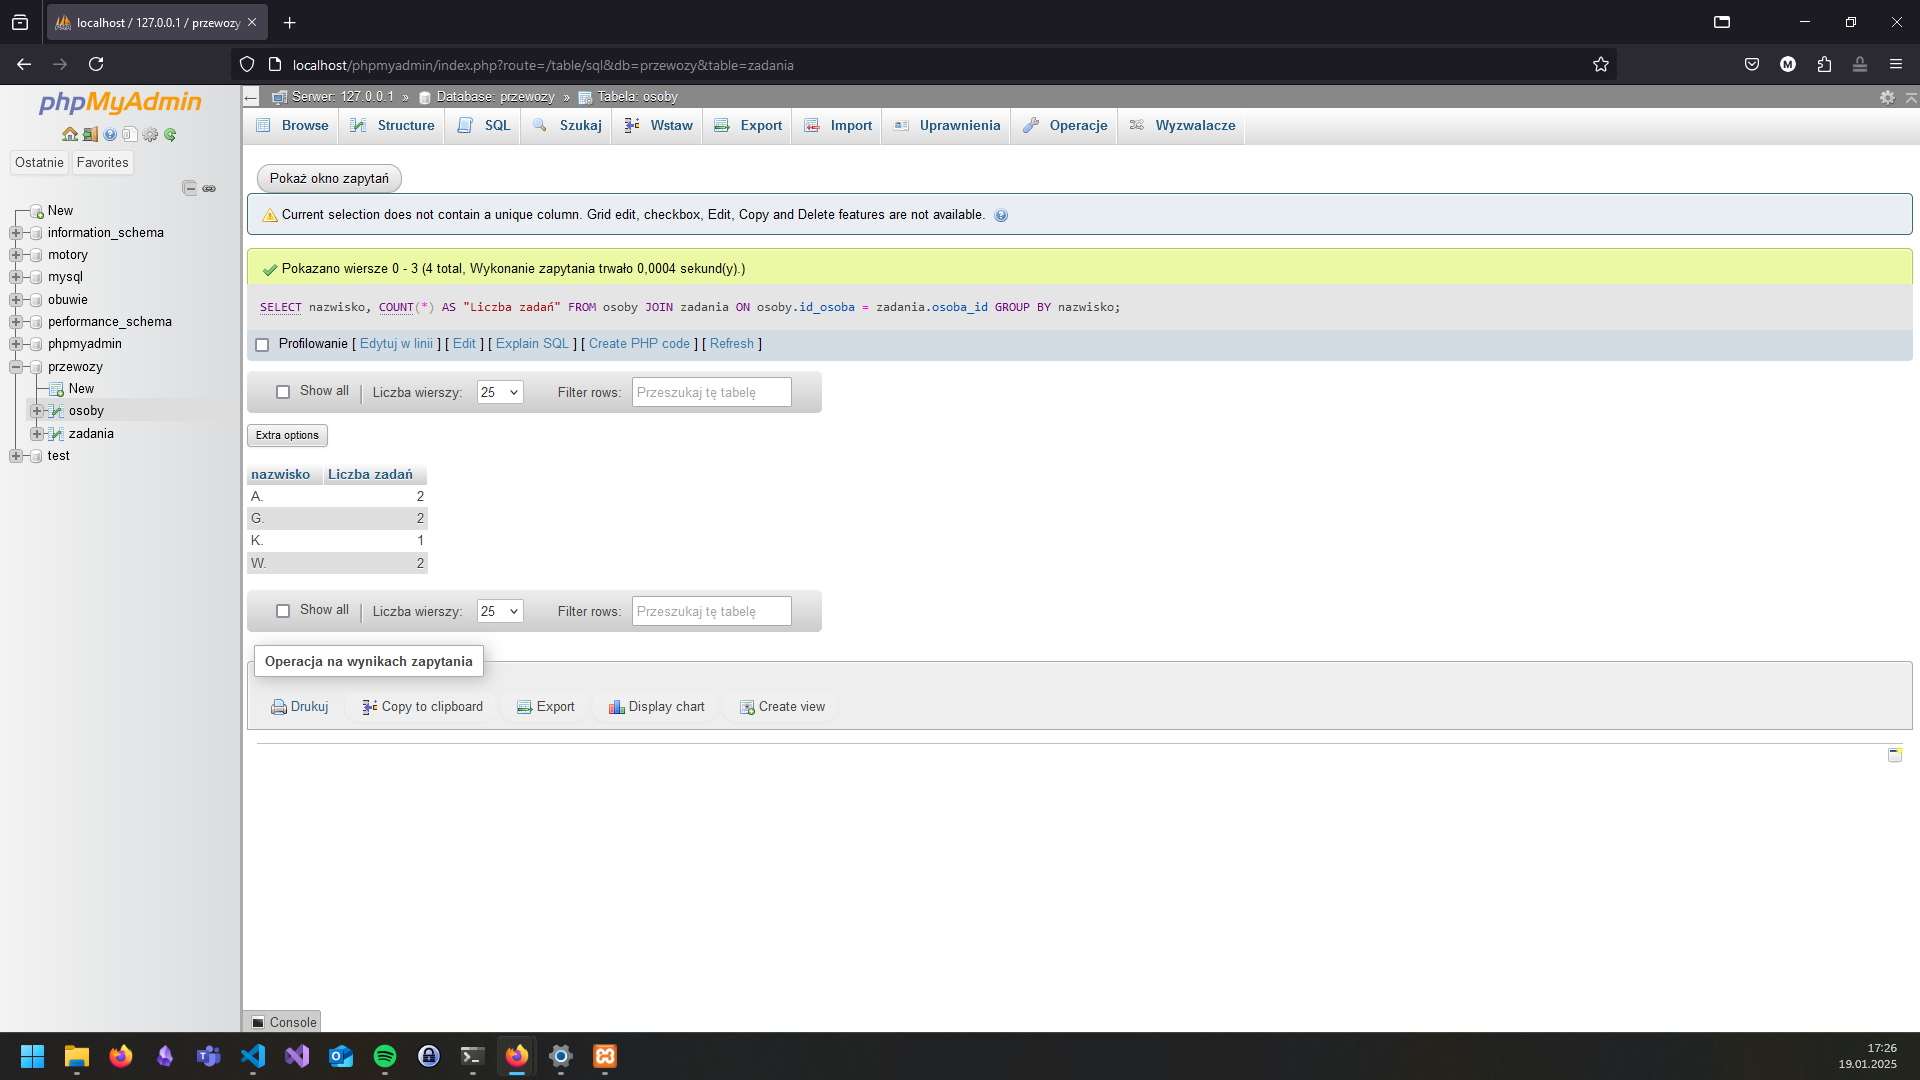 localhost / 127.0.0.1 / przewozy
localhost/phpmyadmin/index.php?route=/table/sql&db=przewozy&table=zadania
M
phpMyAdmin
Ostatnie
Favorites
New
information_schema
motory
mysql
obuwie
performance_schema
phpmyadmin
przewozy
New
osoby
zadania
test
Serwer: 127.0.0.1 » Database: przewozy » Tabela: osoby
Browse
Structure
SQL
Szukaj
Wstaw
Export
Import
Uprawnienia
Operacje
Wyzwalacze
Pokaż okno zapytań
Current selection does not contain a unique column. Grid edit, checkbox, Edit, Copy and Delete features are not available.
Pokazano wiersze 0 - 3 (4 total, Wykonanie zapytania trwało 0,0004 sekund(y).)
SELECT nazwisko, COUNT(*) AS "Liczba zadań" FROM osoby JOIN zadania ON osoby.id_osoba = zadania.osoba_id GROUP BY nazwisko;
Profilowanie [ Edytuj w linii ] [ Edit ] [ Explain SQL ] [ Create PHP code ] [ Refresh ]
Show all | Liczba wierszy: 25 Filter rows: Przeszukaj tę tabelę
Extra options
nazwisko Liczba zadań
A. 2
G. 2
K. 1
W. 2
Show all | Liczba wierszy: 25 Filter rows: Przeszukaj tę tabelę
Operacja na wynikach zapytania
Drukuj Copy to clipboard Export Display chart Create view
Console
17:26
19.01.2025